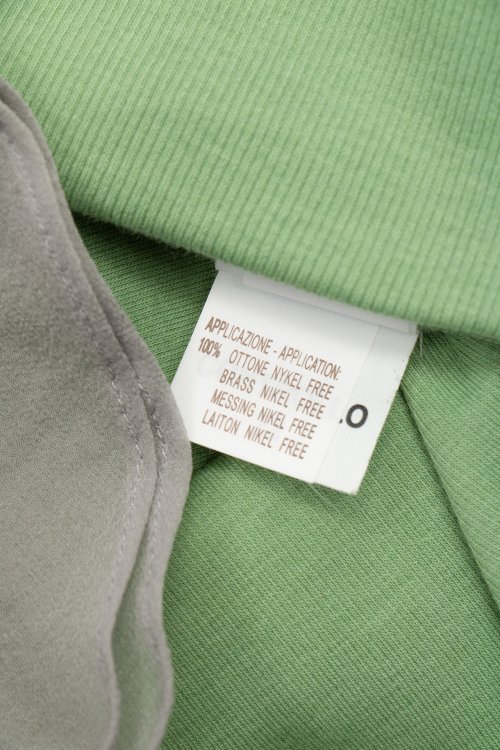 APPLICAZIONE - APPLICATION:
100% OTTONE NYKEL FREE
BRASS NIKEL FREE
MESSING NIKEL FREE
LAITON NIKEL FREE
.O